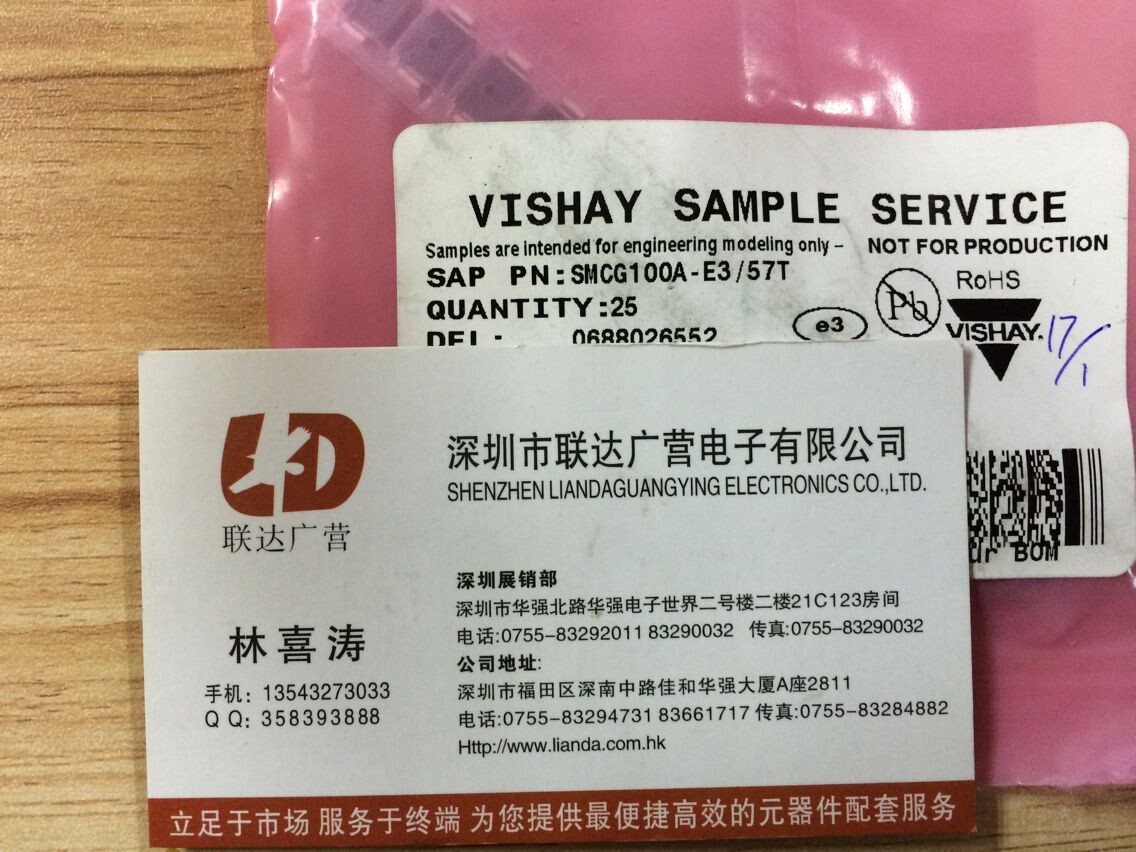 VISHAY SAMPLE SERVICE
Samples are intended for engineering modeling only – NOT FOR PRODUCTION
SAP PN:SMCG100A-E3/57T
QUANTITY:25
DEL: 0688026552
e3
Pb
RoHS
VISHAY.
17/1
ur BOM
LD
联达广营
深圳市联达广营电子有限公司
SHENZHEN LIANDAGUANGYING ELECTRONICS CO.,LTD.
林喜涛
手机: 13543273033
QQ: 358393888
深圳展销部
深圳市华强北路华强电子世界二号楼二楼21C123房间
电话:0755-83292011 83290032 传真:0755-83290032
公司地址:
深圳市福田区深南中路佳和华强大厦A座2811
电话:0755-83294731 83661717 传真:0755-83284882
Http://www.lianda.com.hk
立足于市场 服务于终端 为您提供最便捷高效的元器件配套服务